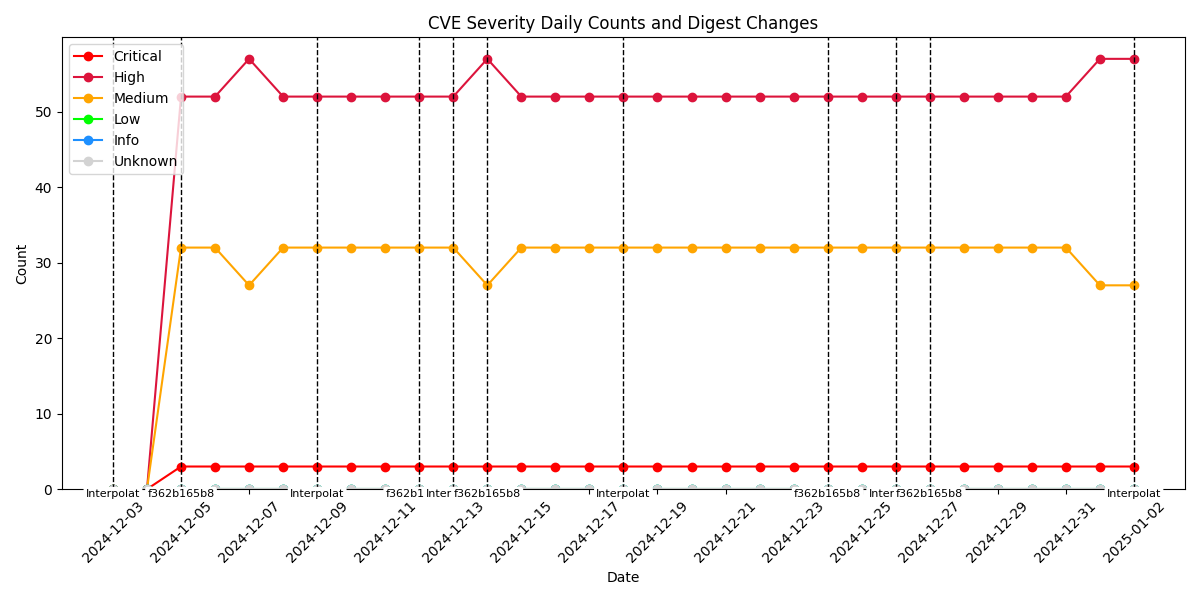 CVE Severity Daily Counts and Digest Changes
Critical
High
Medium
Low
Info
Unknown
Count
50
40
30
20
10
0
Interpolat
f362b165b8
Interpolat
f362b1
Inter
f362b165b8
Interpolat
f362b165b8
Inter
f362b165b8
Interpolat
2024-12-03
2024-12-05
2024-12-07
2024-12-09
2024-12-11
2024-12-13
2024-12-15
2024-12-17
2024-12-19
2024-12-21
2024-12-23
2024-12-25
2024-12-27
2024-12-29
2024-12-31
2025-01-02
Date